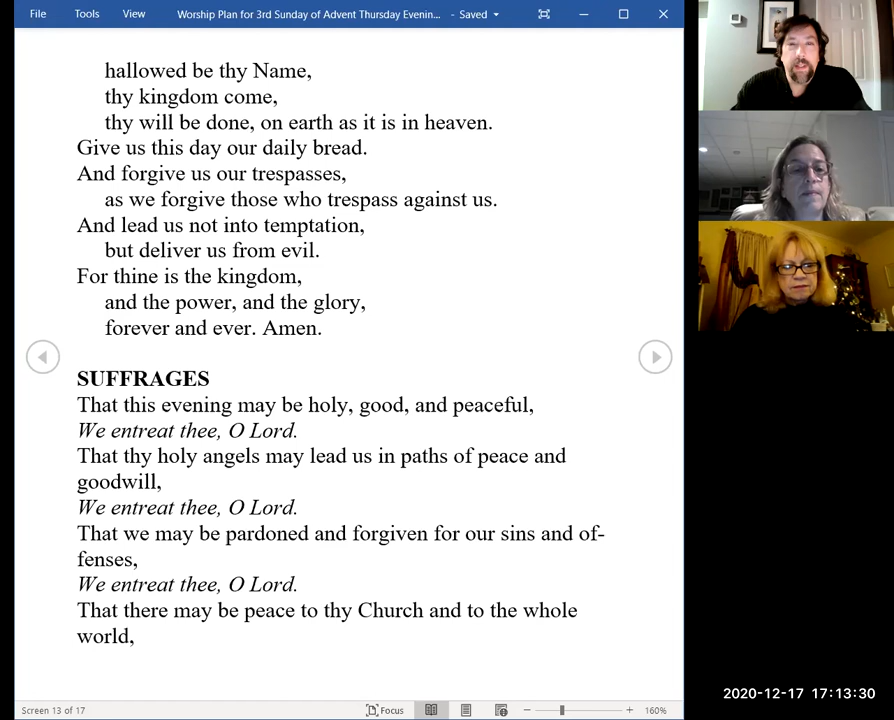 File Tools View Worship Plan for 3rd Sunday of Advent Thursday Evenin... - Saved
hallowed be thy Name,
thy kingdom come,
thy will be done, on earth as it is in heaven.
Give us this day our daily bread.
And forgive us our trespasses,
as we forgive those who trespass against us.
And lead us not into temptation,
but deliver us from evil.
For thine is the kingdom,
and the power, and the glory,
forever and ever. Amen.
SUFFRAGES
That this evening may be holy, good, and peaceful,
We entreat thee, O Lord.
That thy holy angels may lead us in paths of peace and
goodwill,
We entreat thee, O Lord.
That we may be pardoned and forgiven for our sins and of-
fenses,
We entreat thee, O Lord.
That there may be peace to thy Church and to the whole
world,
2020-12-17 17:13:30
Screen 13 of 17 Focus 160%